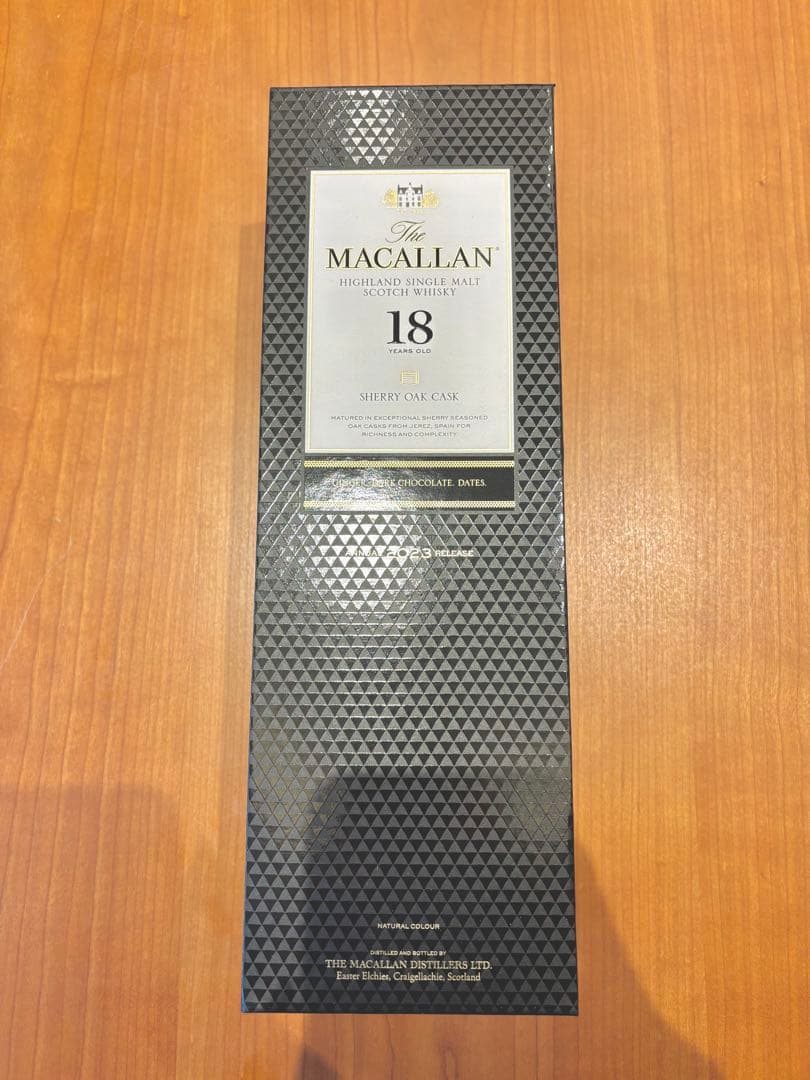 The
MACALLAN®
HIGHLAND SINGLE MALT
SCOTCH WHISKY
18
YEARS OLD
SHERRY OAK CASK
MATURED IN EXCEPTIONAL SHERRY SEASONED
OAK CASKS FROM JEREZ, SPAIN FOR
RICHNESS AND COMPLEXITY.
GINGER. DARK CHOCOLATE. DATES.
ANNUAL 2023 RELEASE
NATURAL COLOUR
DISTILLED AND BOTTLED BY
THE MACALLAN DISTILLERS LTD.
Easter Elchies, Craigellachie, Scotland